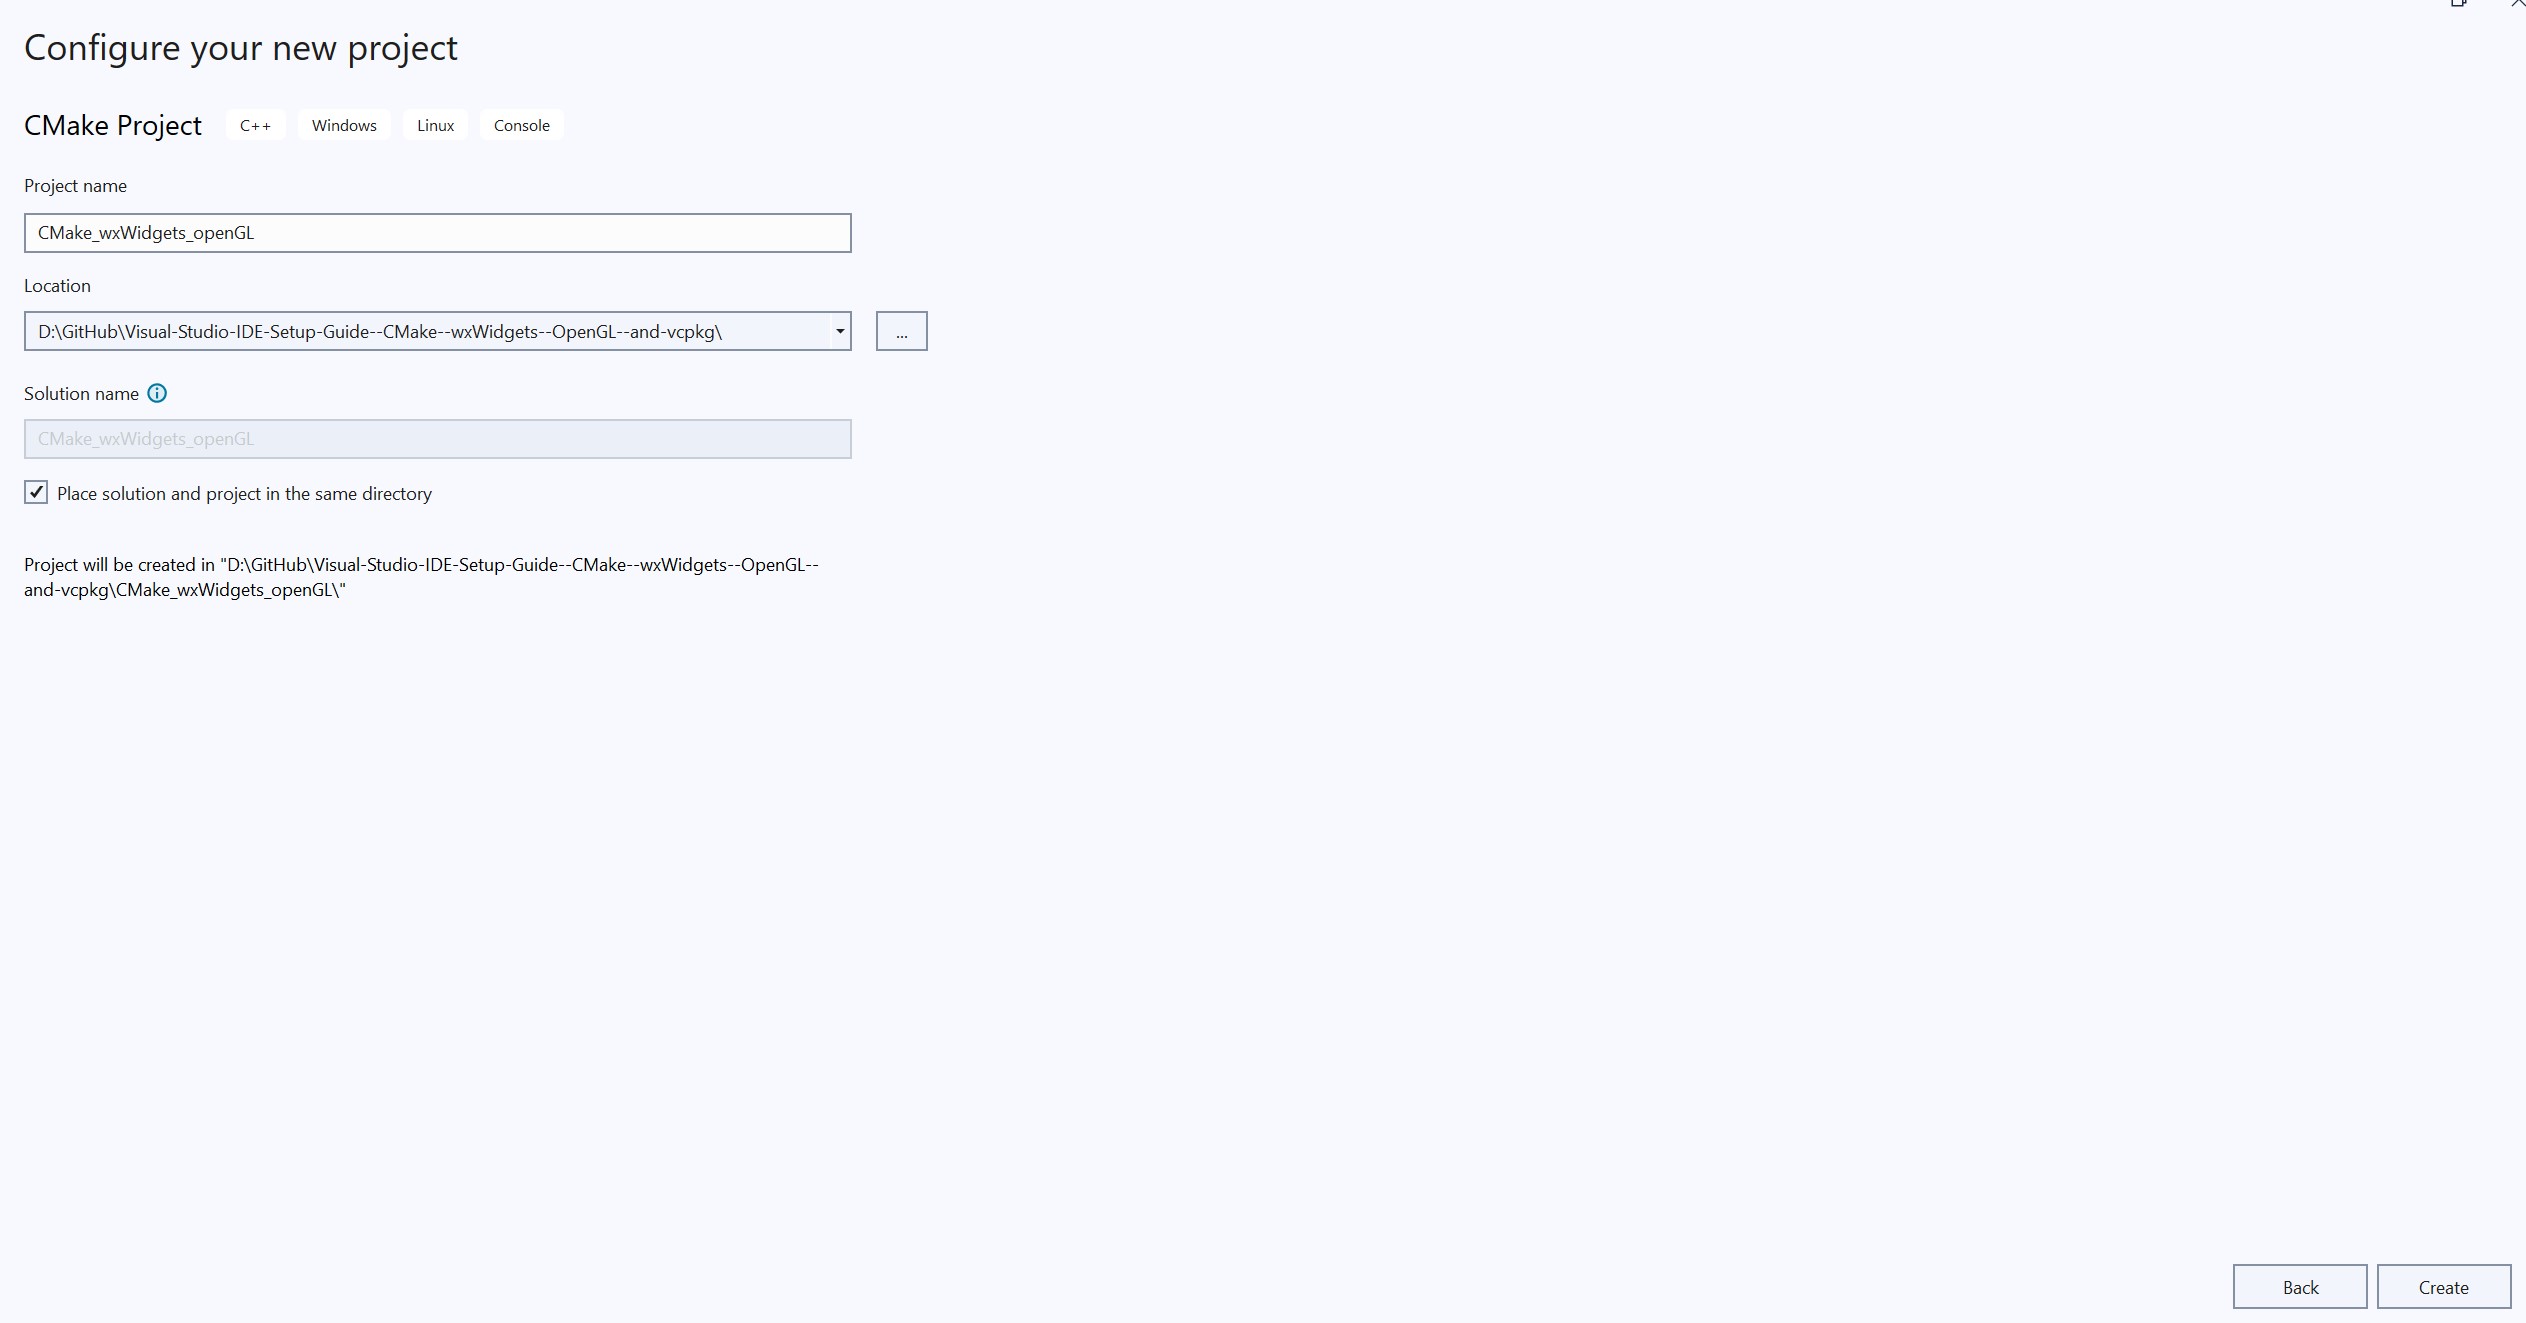 Configure your new project
CMake Project C++ Windows Linux Console
Project name
CMake_wxWidgets_openGL
Location
D:\GitHub\Visual-Studio-IDE-Setup-Guide--CMake--wxWidgets--OpenGL--and-vcpkg\
...
Solution name
CMake_wxWidgets_openGL
Place solution and project in the same directory
Project will be created in "D:\GitHub\Visual-Studio-IDE-Setup-Guide--CMake--wxWidgets--OpenGL--
and-vcpkg\CMake_wxWidgets_openGL\"
Back Create